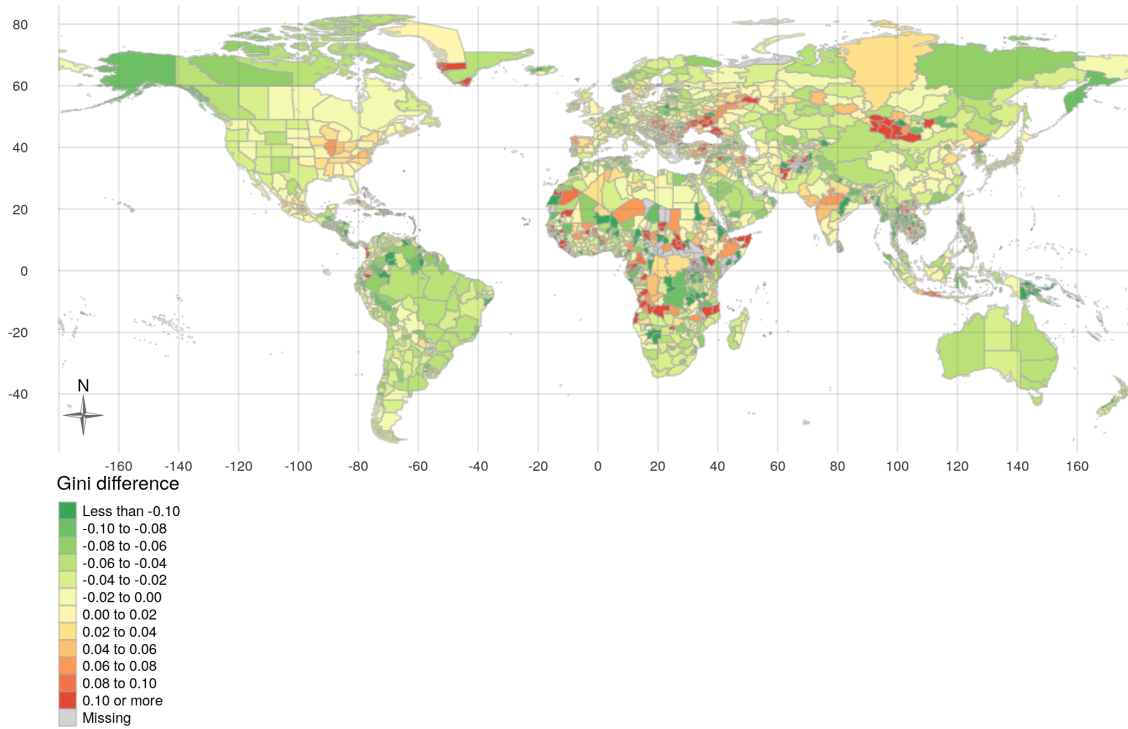 80
60
40
20
0
-20
-40
N
-160 -140 -120 -100 -80 -60 -40 -20 0 20 40 60 80 100 120 140 160
Gini difference
Less than -0.10
-0.10 to -0.08
-0.08 to -0.06
-0.06 to -0.04
-0.04 to -0.02
-0.02 to 0.00
0.00 to 0.02
0.02 to 0.04
0.04 to 0.06
0.06 to 0.08
0.08 to 0.10
0.10 or more
Missing